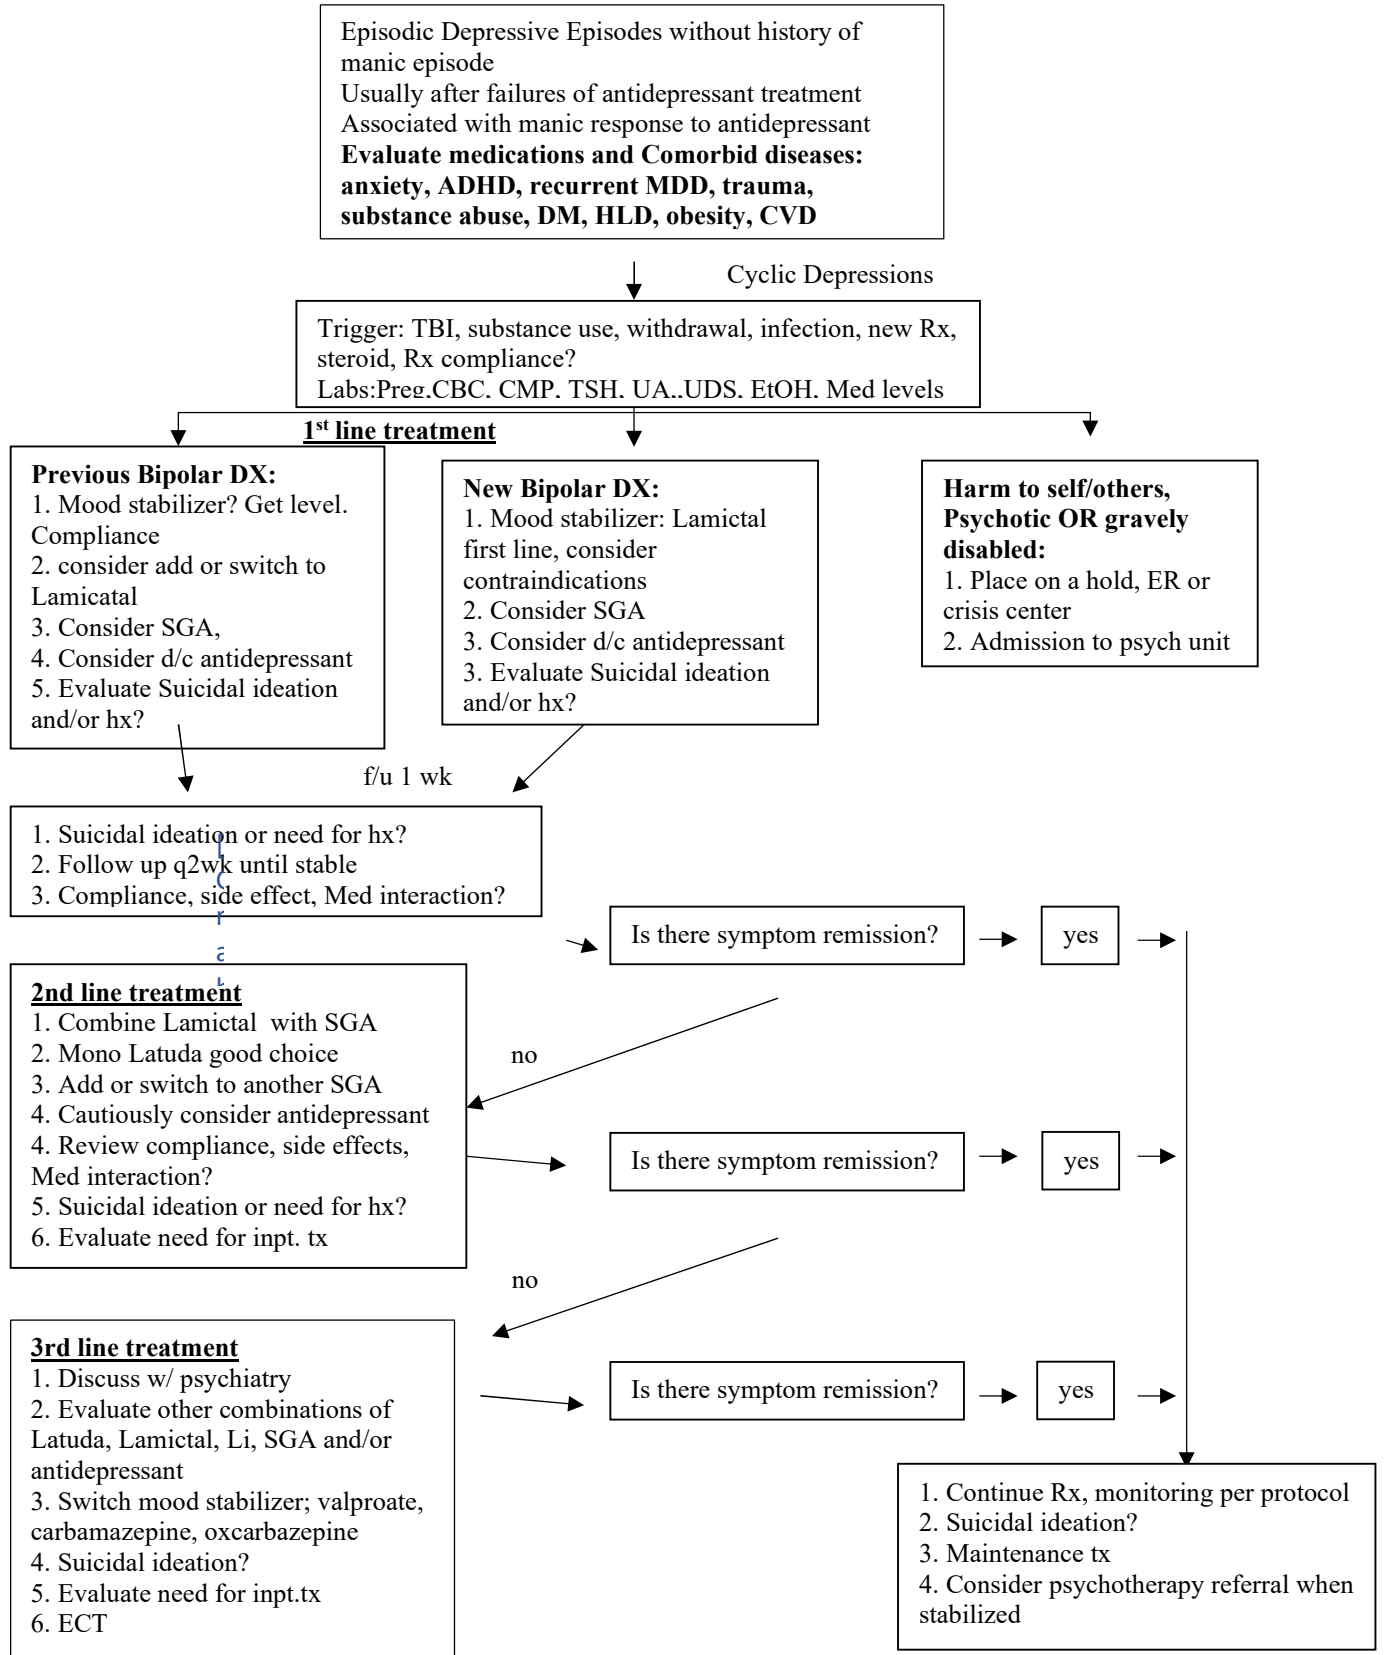 Episodic Depressive Episodes without history of
manic episode
Usually after failures of antidepressant treatment
Associated with manic response to antidepressant
Evaluate medications and Comorbid diseases:
anxiety, ADHD, recurrent MDD, trauma,
substance abuse, DM, HLD, obesity, CVD
Cyclic Depressions
Trigger: TBI, substance use, withdrawal, infection, new Rx,
steroid, Rx compliance?
Labs:Preg,CBC, CMP, TSH, UA,,UDS, EtOH, Med levels
1st line treatment
Previous Bipolar DX:
1. Mood stabilizer? Get level.
Compliance
2. consider add or switch to
Lamicatal
3. Consider SGA,
4. Consider d/c antidepressant
5. Evaluate Suicidal ideation
and/or hx?
New Bipolar DX:
1. Mood stabilizer: Lamictal
first line, consider
contraindications
2. Consider SGA
3. Consider d/c antidepressant
3. Evaluate Suicidal ideation
and/or hx?
Harm to self/others,
Psychotic OR gravely
disabled:
1. Place on a hold, ER or
crisis center
2. Admission to psych unit
f/u 1 wk
1. Suicidal ideation or need for hx?
2. Follow up q2wk until stable
3. Compliance, side effect, Med interaction?
Is there symptom remission?
yes
2nd line treatment
1. Combine Lamictal with SGA
2. Mono Latuda good choice
3. Add or switch to another SGA
4. Cautiously consider antidepressant
4. Review compliance, side effects,
Med interaction?
5. Suicidal ideation or need for hx?
6. Evaluate need for inpt. tx
no
Is there symptom remission?
yes
no
3rd line treatment
1. Discuss w/ psychiatry
2. Evaluate other combinations of
Latuda, Lamictal, Li, SGA and/or
antidepressant
3. Switch mood stabilizer; valproate,
carbamazepine, oxcarbazepine
4. Suicidal ideation?
5. Evaluate need for inpt.tx
6. ECT
Is there symptom remission?
yes
1. Continue Rx, monitoring per protocol
2. Suicidal ideation?
3. Maintenance tx
4. Consider psychotherapy referral when
stabilized